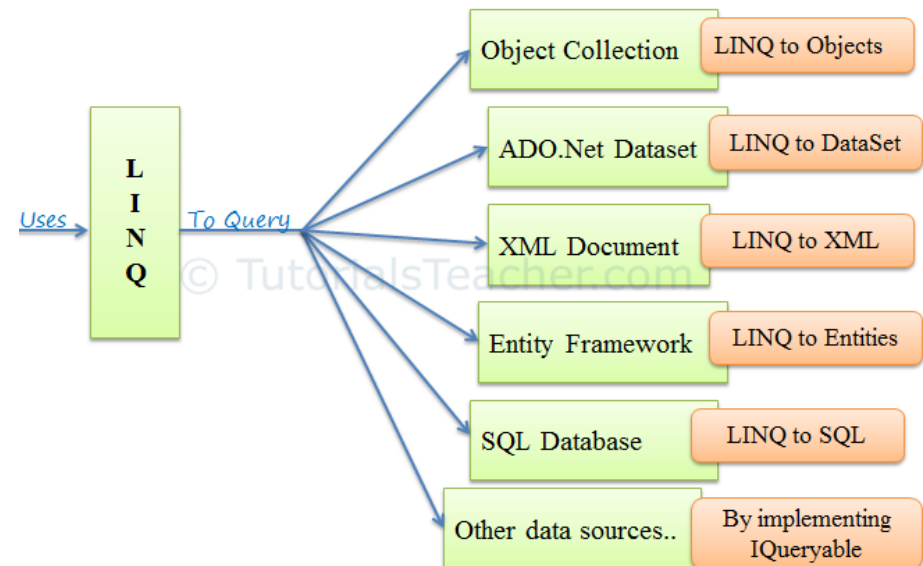 Object Collection
LINQ to Objects
ADO.Net Dataset
LINQ to DataSet
L
I
N
Q
Uses
To Query
XML Document
LINQ to XML
© TutorialsTeacher.com
Entity Framework
LINQ to Entities
SQL Database
LINQ to SQL
Other data sources..
By implementing
IQueryable